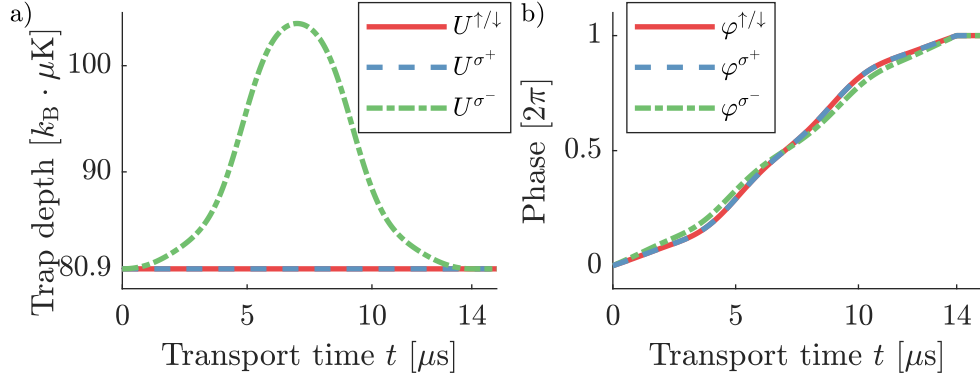 a)
Trap depth [k_B · μK]
100
90
80.9
0
5
10
14
Transport time t [μs]
U^{↑/↓}
U^{σ^+}
U^{σ^-}
b)
Phase [2π]
1
0.5
0
0
5
10
14
Transport time t [μs]
φ^{↑/↓}
φ^{σ^+}
φ^{σ^-}